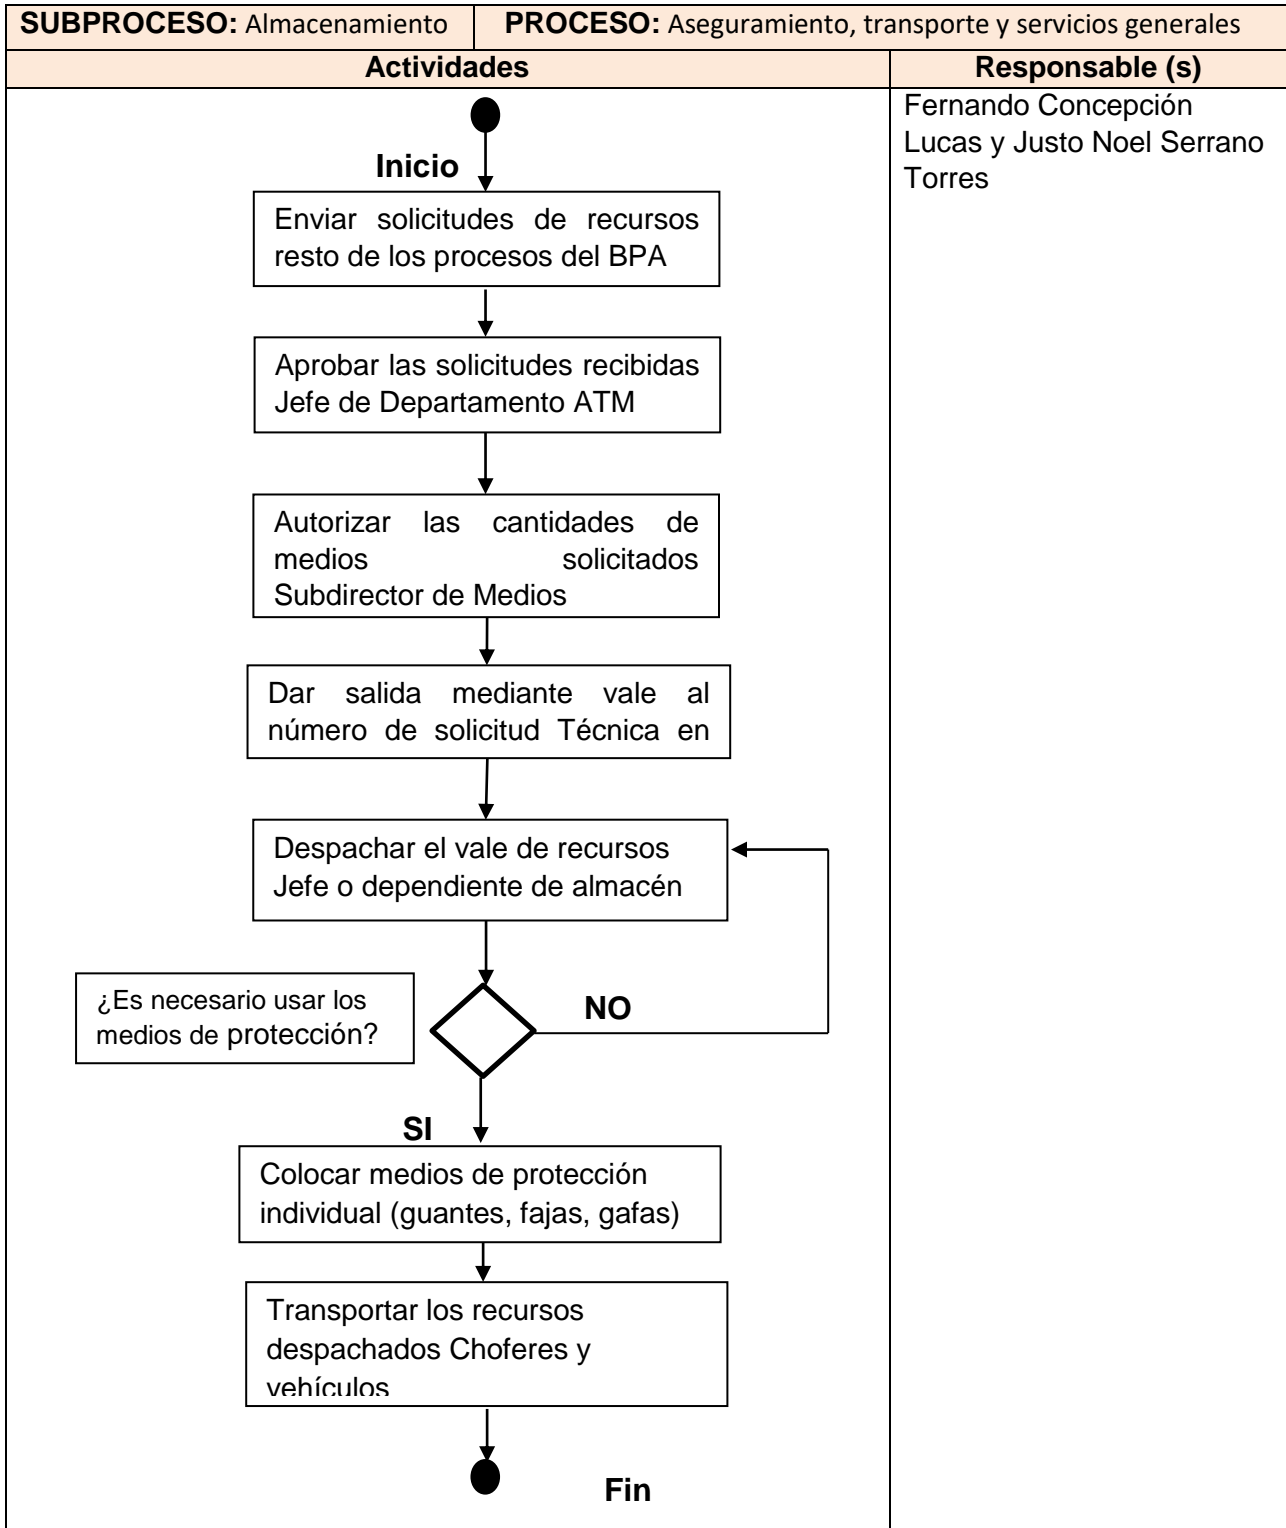 SUBPROCESO: Almacenamiento PROCESO: Aseguramiento, transporte y servicios generales
Actividades Responsable (s)
Fernando Concepción
Lucas y Justo Noel Serrano
Torres
Inicio
Enviar solicitudes de recursos
resto de los procesos del BPA
Aprobar las solicitudes recibidas
Jefe de Departamento ATM
Autorizar las cantidades de
medios solicitados
Subdirector de Medios
Dar salida mediante vale al
número de solicitud Técnica en
Despachar el vale de recursos
Jefe o dependiente de almacén
¿Es necesario usar los
medios de protección?
NO
SI
Colocar medios de protección
individual (guantes, fajas, gafas)
Transportar los recursos
despachados Choferes y
vehículos
Fin